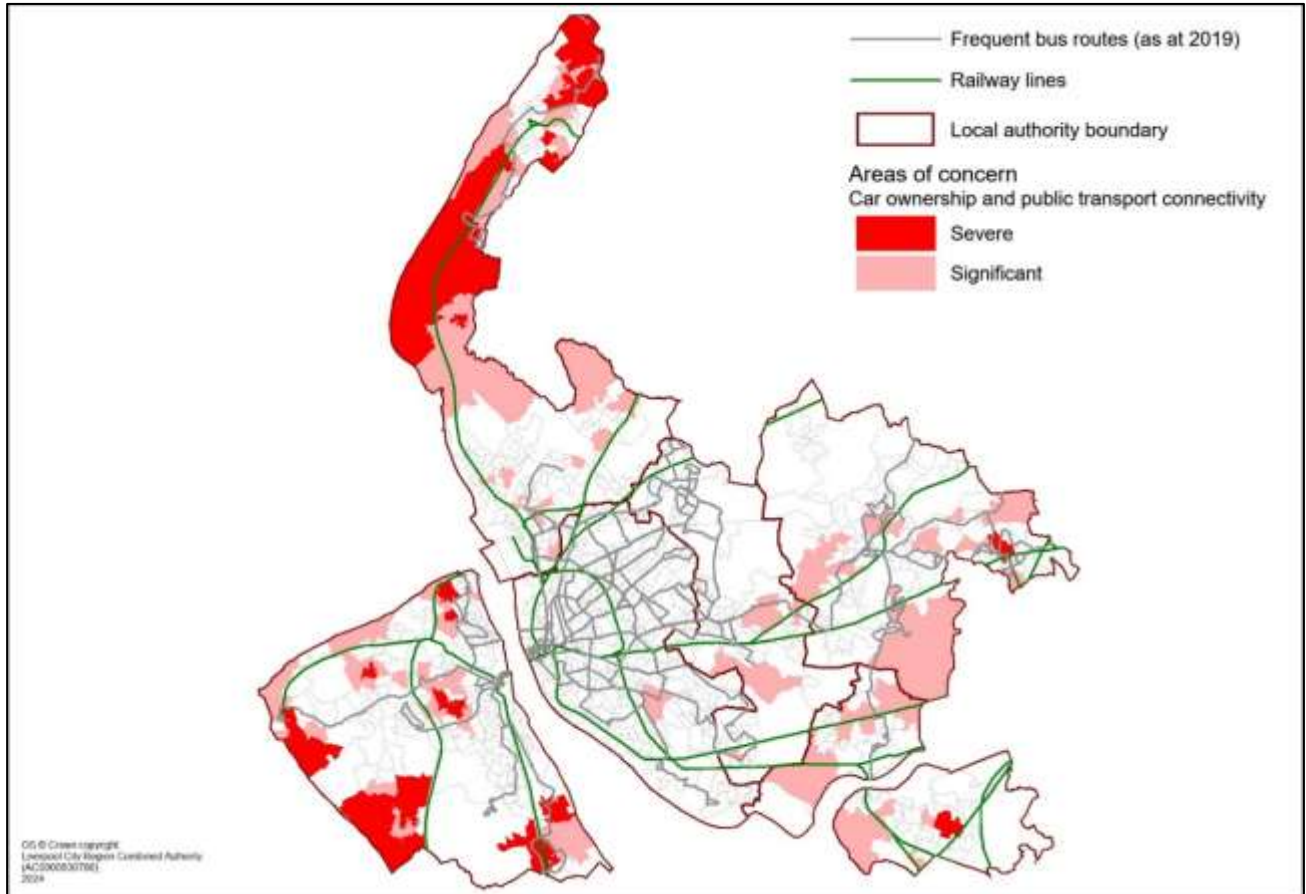 Frequent bus routes (as at 2019)
Railway lines
Local authority boundary
Areas of concern
Car ownership and public transport connectivity
Severe
Significant
OS © Crown copyright
Liverpool City Region Combined Authority
2024